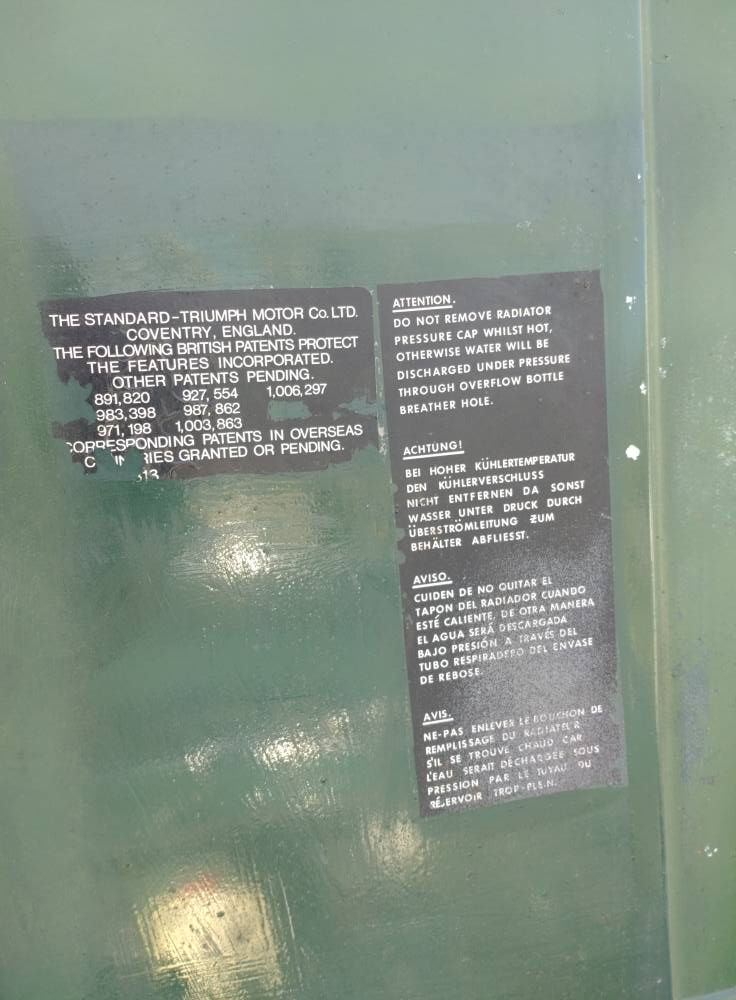 THE STANDARD-TRIUMPH MOTOR Co. LTD.
COVENTRY, ENGLAND.
THE FOLLOWING BRITISH PATENTS PROTECT
THE FEATURES INCORPORATED.
OTHER PATENTS PENDING.
891,820 927,554 1,006,297
983,398 987,862
971,198 1,003,863
CORRESPONDING PATENTS IN OVERSEAS
GRANTED OR PENDING.
ATTENTION.
DO NOT REMOVE RADIATOR
PRESSURE CAP WHILST HOT,
OTHERWISE WATER WILL BE
DISCHARGED UNDER PRESSURE
THROUGH OVERFLOW BOTTLE
BREATHER HOLE.
ACHTUNG!
BEI HOHER KÜHLERTEMPERATUR
DEN KÜHLERVERSCHLUSS
NICHT ENTFERNEN DA SONST
WASSER UNTER DRUCK DURCH
ÜBERSTRÖMLEITUNG ZUM
BEHÄLTER ABFLIESST.
AVISO.
CUIDEN DE NO QUITAR EL
TAPON DEL RADIADOR CUANDO
ESTÉ CALIENTE, DE OTRA MANERA
EL AGUA SERÁ DESCARGADA
BAJO PRESIÓN A TRAVÉS DEL
TUBO RESPIRADERO DEL ENVASE
DE REBOSE.
AVIS.
NE-PAS ENLEVER LE BOUCHON DE
REMPLISSAGE DU RADIATEUR
S'IL SE TROUVE CHAUD CAR
L'EAU SERAIT DÉCHARGÉE SOUS
PRESSION PAR LE TUYAU DU
RÉSERVOIR TROP-PLEIN.